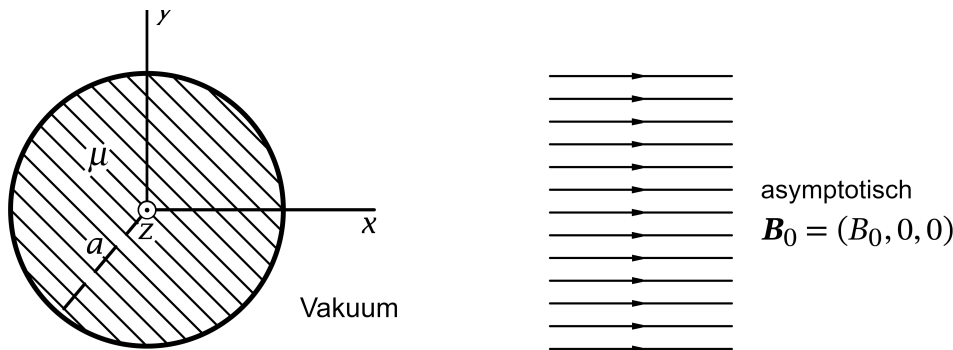 y
μ
a
z
x
Vakuum
asymptotisch
B₀ = (B₀, 0, 0)